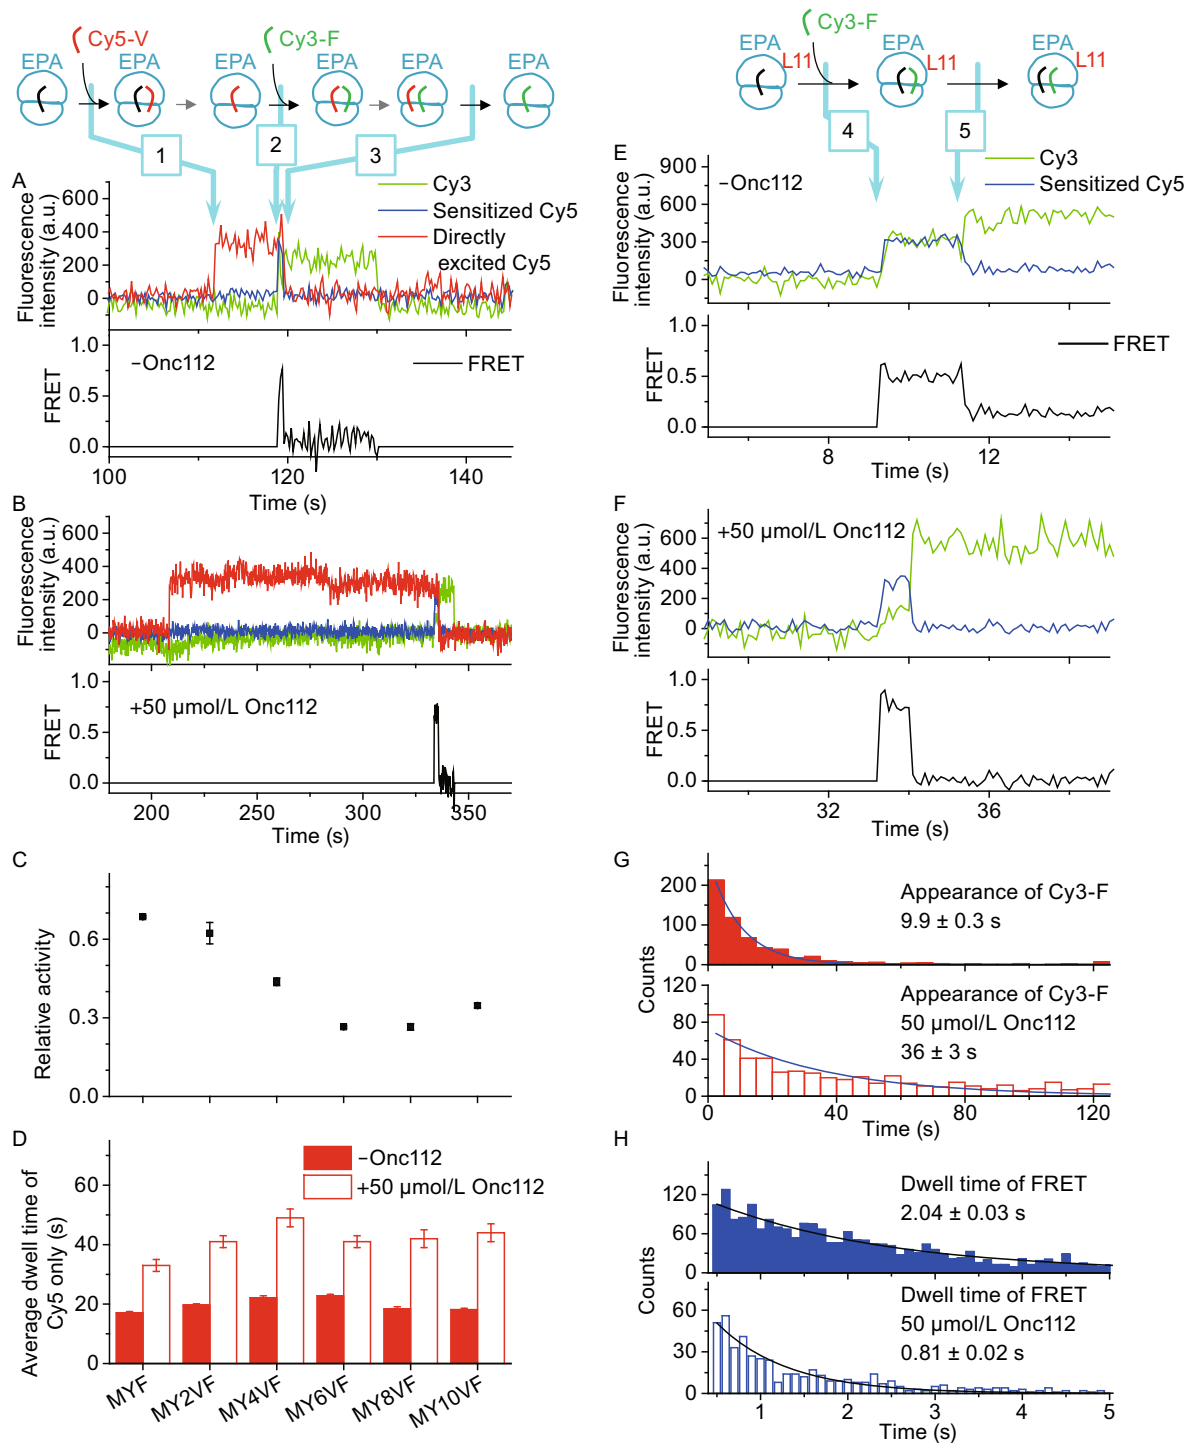 Cy5-V
Cy3-F
EPA
EPA
EPA
EPA
EPA
EPA
1
2
3
A
Fluorescence
intensity (a.u.)
600
400
200
0
Cy3
Sensitized Cy5
Directly
excited Cy5
FRET
1.0
0.5
0.0
−Onc112
FRET
100
120
140
Time (s)
B
Fluorescence
intensity (a.u.)
600
400
200
0
FRET
1.0
0.5
0.0
+50 µmol/L Onc112
200
250
300
350
Time (s)
C
Relative activity
0.6
0.3
0.0
D
Average dwell time of
Cy5 only (s)
60
40
20
0
−Onc112
+50 µmol/L Onc112
MYF
MY2VF
MY4VF
MY6VF
MY8VF
MY10VF
Cy3-F
EPA
L11
EPA
L11
EPA
L11
4
5
E
Fluorescence
intensity (a.u.)
900
600
300
0
−Onc112
Cy3
Sensitized Cy5
FRET
1.0
0.5
0.0
FRET
8
12
Time (s)
F
Fluorescence
intensity (a.u.)
600
400
200
0
+50 µmol/L Onc112
FRET
1.0
0.5
0.0
32
36
Time (s)
G
Counts
200
100
0
Appearance of Cy3-F
9.9 ± 0.3 s
120
80
40
0
Appearance of Cy3-F
50 µmol/L Onc112
36 ± 3 s
0
40
80
120
Time (s)
H
Counts
120
60
0
Dwell time of FRET
2.04 ± 0.03 s
60
30
0
Dwell time of FRET
50 µmol/L Onc112
0.81 ± 0.02 s
1
2
3
4
5
Time (s)